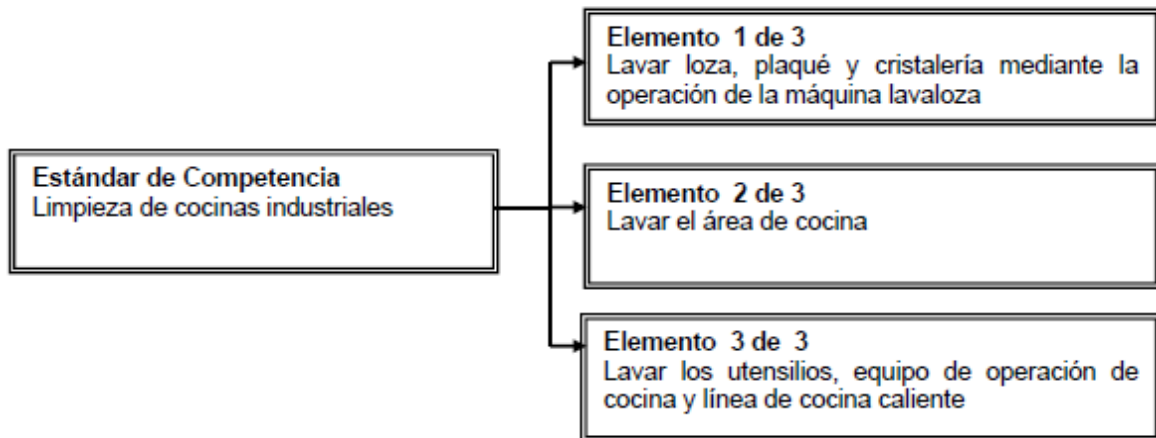 Elemento 1 de 3
Lavar loza, plaqué y cristalería mediante la
operación de la máquina lavaloza
Estándar de Competencia
Limpieza de cocinas industriales
Elemento 2 de 3
Lavar el área de cocina
Elemento 3 de 3
Lavar los utensilios, equipo de operación de
cocina y línea de cocina caliente